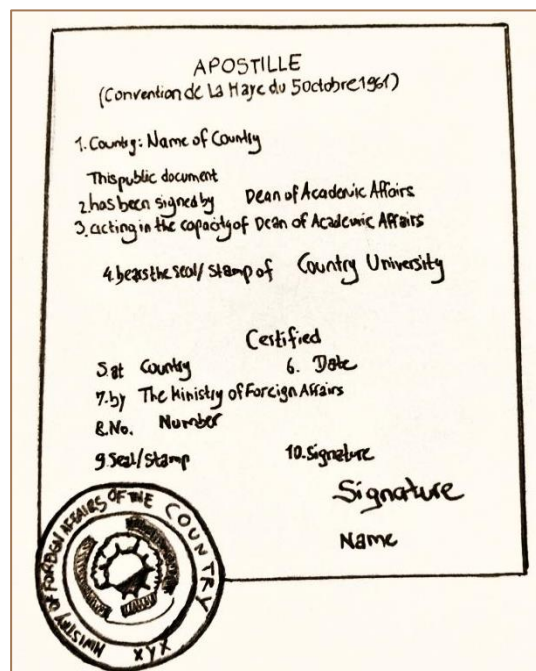 APOSTILLE
(Convention de La Haye du 5 Octobre 1961)
1. Country: Name of Country
This public document
2. has been signed by Dean of Academic Affairs
3. acting in the capacity of Dean of Academic Affairs
4. bears the seal/stamp of Country University
Certified
5. at Country 6. Date
7. by The Ministry of Foreign Affairs
8. No. Number
9. Seal/Stamp 10. Signature
Signature
Name
MINISTRY OF FOREIGN AFFAIRS OF THE COUNTRY
XYX